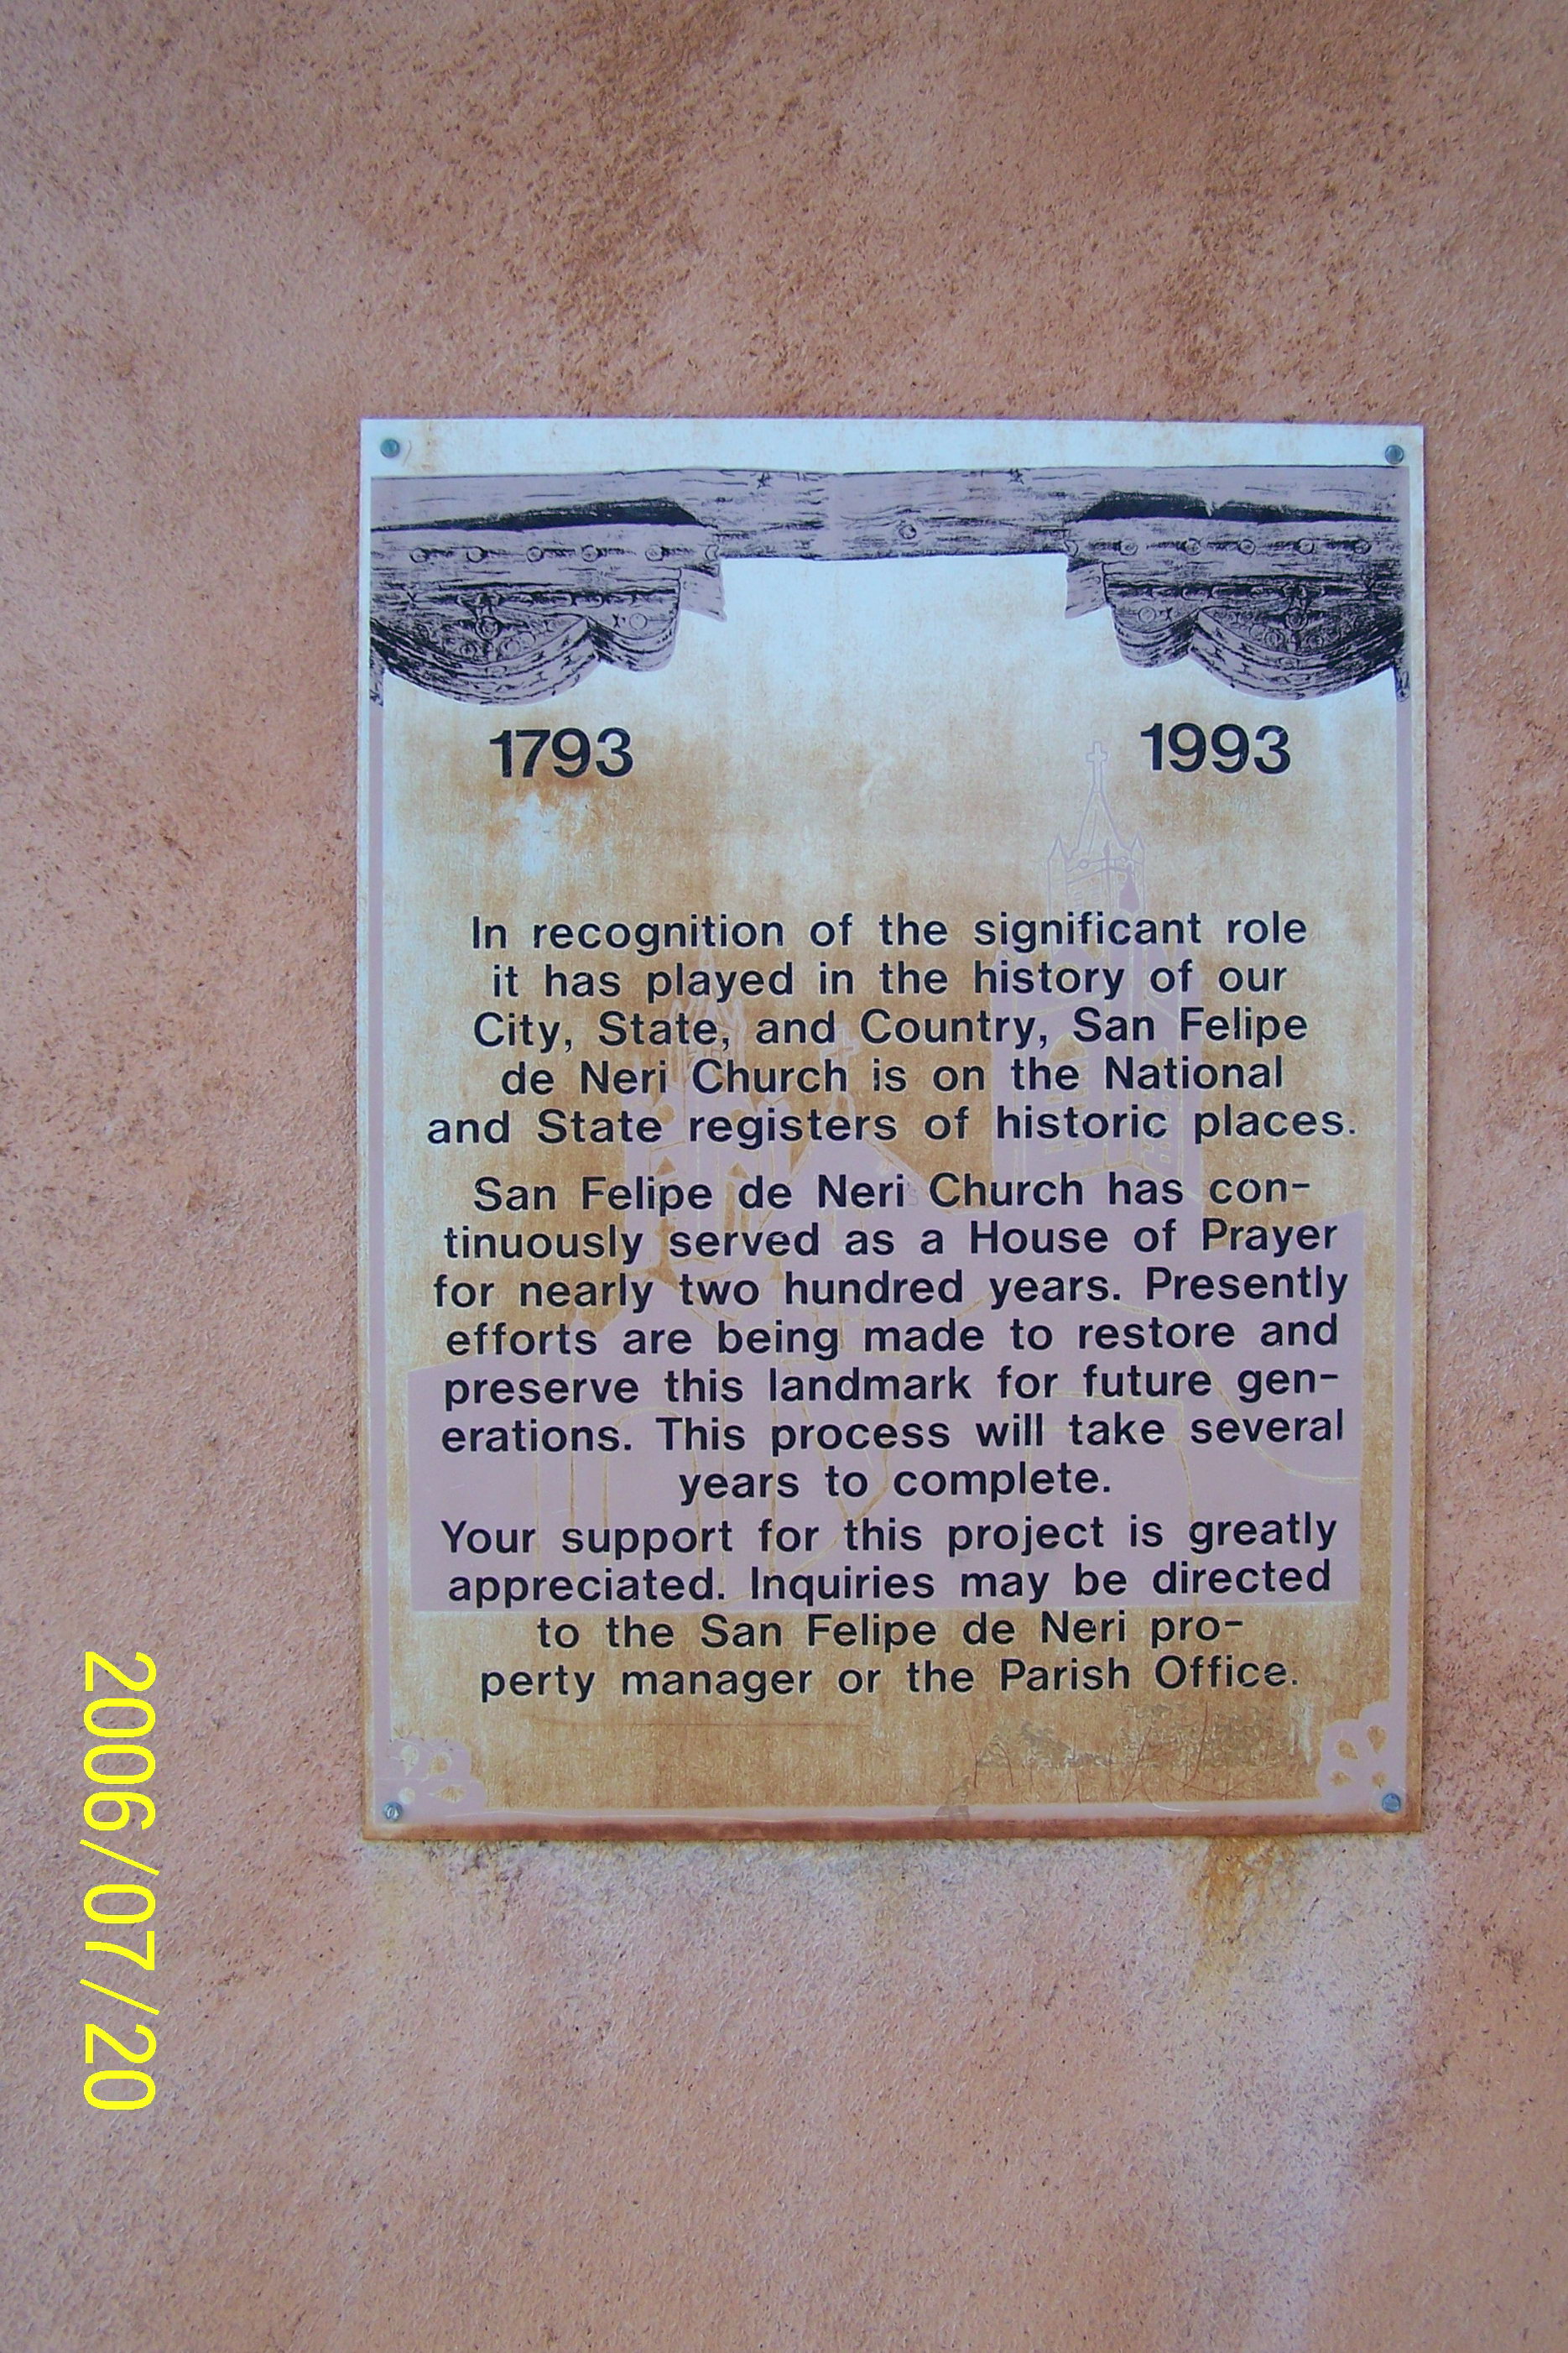 1793 1993
In recognition of the significant role
it has played in the history of our
City, State, and Country, San Felipe
de Neri Church is on the National
and State registers of historic places.
San Felipe de Neri Church has con-
tinuously served as a House of Prayer
for nearly two hundred years. Presently
efforts are being made to restore and
preserve this landmark for future gen-
erations. This process will take several
years to complete.
Your support for this project is greatly
appreciated. Inquiries may be directed
to the San Felipe de Neri pro-
perty manager or the Parish Office.
2006/07/20